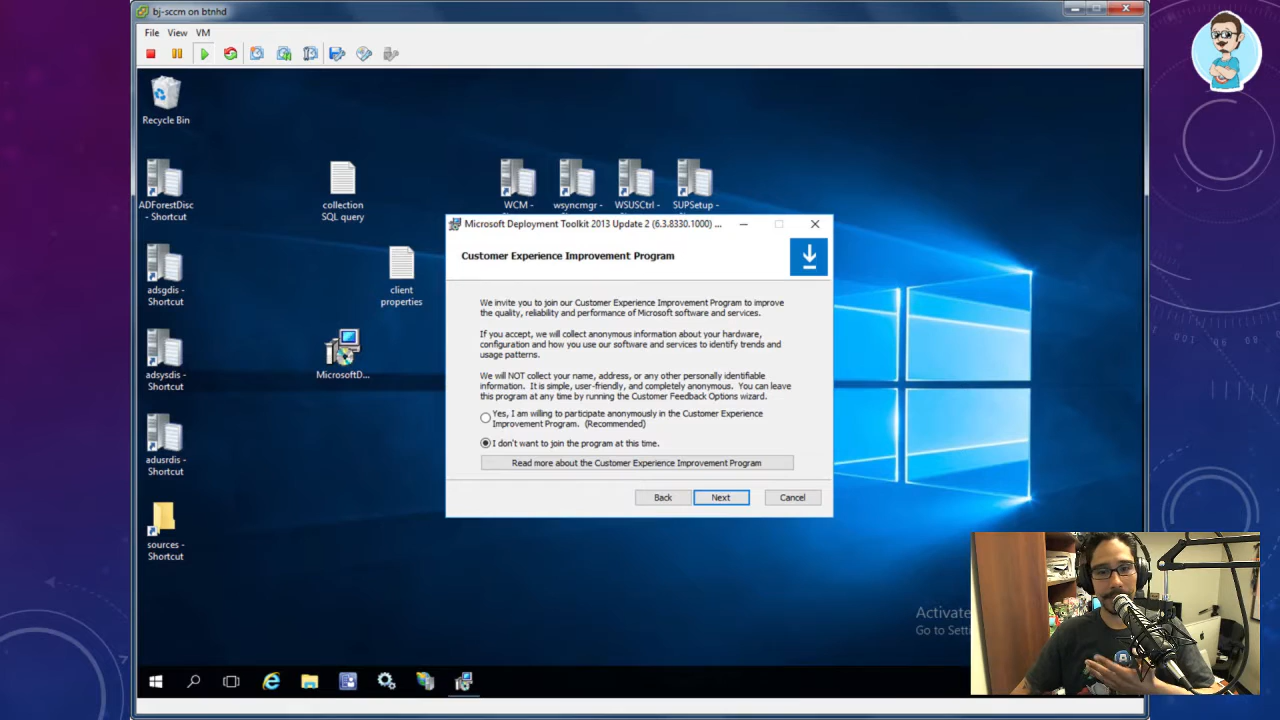 bj-sccm on btnhd
File View VM
Recycle Bin
ADForestDisc
- Shortcut
collection
SQL query
WCM -
wsyncmgr -
WSUSCtrl -
SUPSetup -
adsgdis -
Shortcut
client
properties
adsysdis -
Shortcut
MicrosoftD...
adusrdis -
Shortcut
sources -
Shortcut
Microsoft Deployment Toolkit 2013 Update 2 (6.3.8330.1000) ...
Customer Experience Improvement Program
We invite you to join our Customer Experience Improvement Program to improve
the quality, reliability and performance of Microsoft software and services.
If you accept, we will collect anonymous information about your hardware,
configuration and how you use our software and services to identify trends and
usage patterns.
We will NOT collect your name, address, or any other personally identifiable
information. It is simple, user-friendly, and completely anonymous. You can leave
this program at any time by running the Customer Feedback Options wizard.
Yes, I am willing to participate anonymously in the Customer Experience
Improvement Program. (Recommended)
I don't want to join the program at this time.
Read more about the Customer Experience Improvement Program
Back
Next
Cancel
Activate
Go to Setti